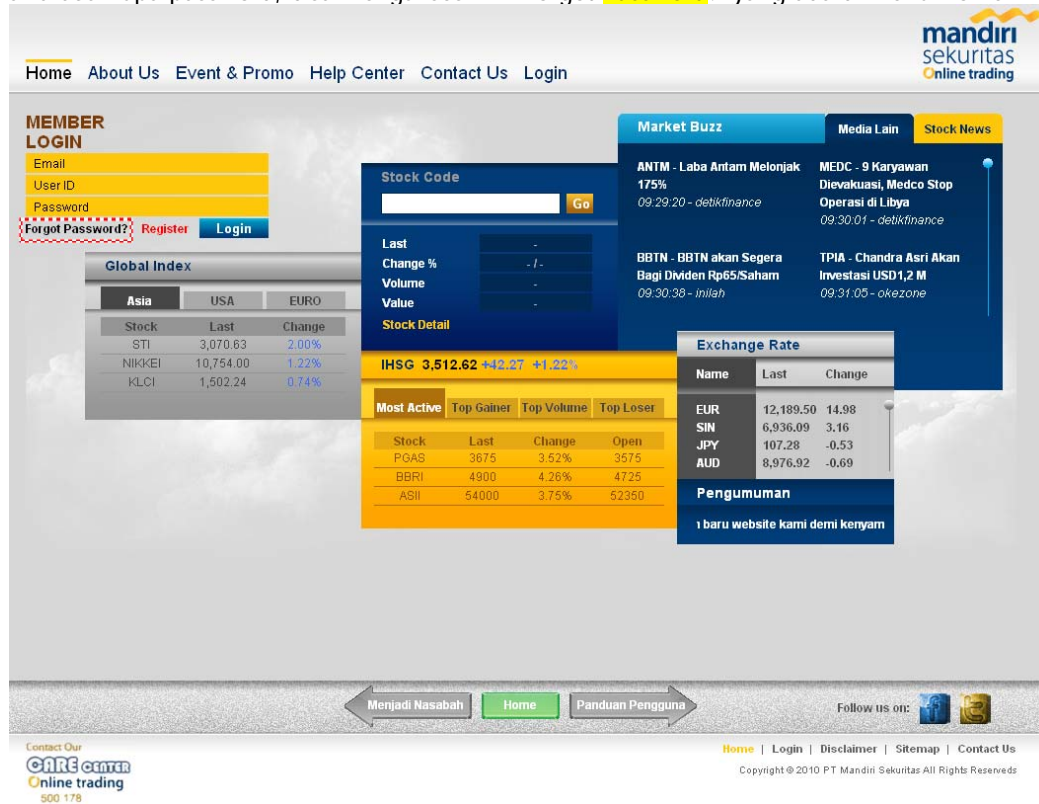 mandiri
sekuritas
Online trading
Home About Us Event & Promo Help Center Contact Us Login
MEMBER
LOGIN
Email
User ID
Password
Forgot Password? Register Login
Global Index
Asia USA EURO
Stock Last Change
STI 3,070.63 2.00%
NIKKEI 10,754.00 1.22%
KLCI 1,502.24 0.74%
Stock Code
Go
Last -
Change % - / -
Volume -
Value -
Stock Detail
IHSG 3,512.62 +42.27 +1.22%
Most Active Top Gainer Top Volume Top Loser
Stock Last Change Open
PGAS 3675 3.52% 3575
BBRI 4900 4.26% 4725
ASII 54000 3.75% 52350
Market Buzz Media Lain Stock News
ANTM - Laba Antam Melonjak
175%
09:29:20 - detikfinance
MEDC - 9 Karyawan
Dievakuasi, Medco Stop
Operasi di Libya
09:30:01 - detikfinance
BBTN - BBTN akan Segera
Bagi Dividen Rp65/Saham
09:30:38 - inilah
TPIA - Chandra Asri Akan
Investasi USD1,2 M
09:31:05 - okezone
Exchange Rate
Name Last Change
EUR 12,189.50 14.98
SIN 6,936.09 3.16
JPY 107.28 -0.53
AUD 8,976.92 -0.69
Pengumuman
baru website kami demi kenyam
Menjadi Nasabah Home Panduan Pengguna
Follow us on:
Contact Our
CARE CENTER
Online trading
500 178
Home | Login | Disclaimer | Sitemap | Contact Us
Copyright @ 2010 PT Mandiri Sekuritas All Rights Reserveds